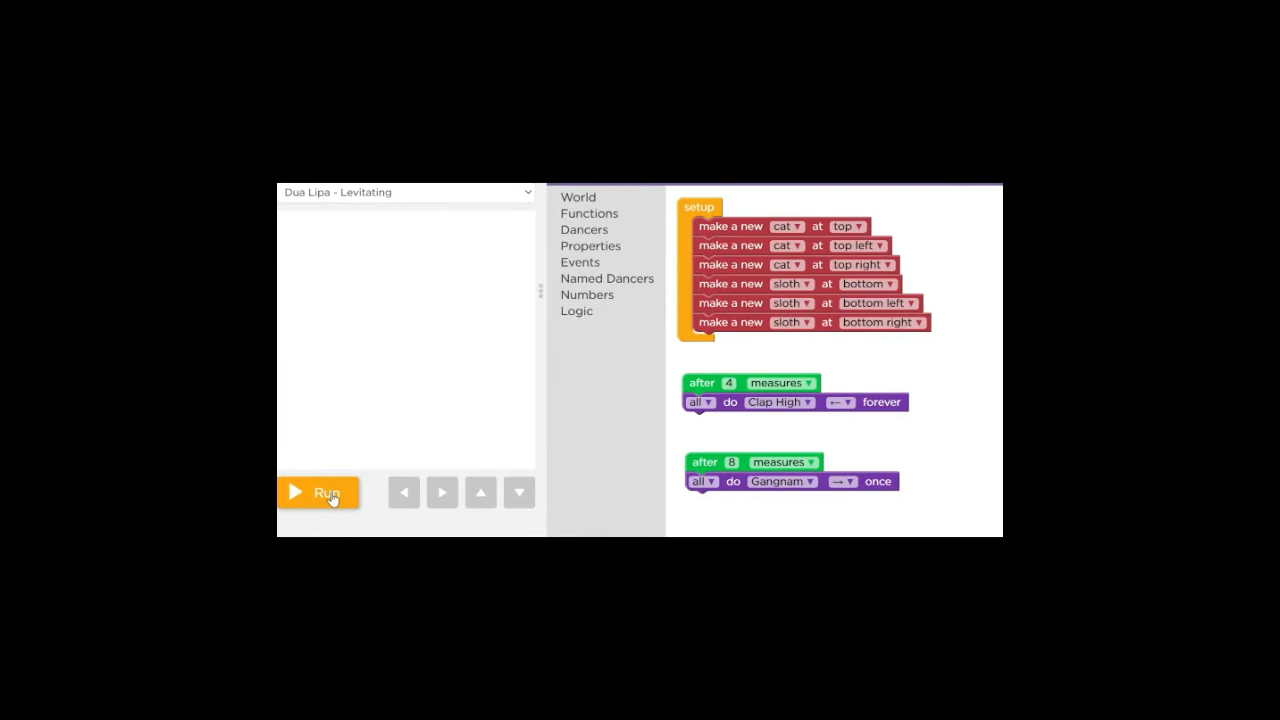 Dua Lipa - Levitating
Run
World
Functions
Dancers
Properties
Events
Named Dancers
Numbers
Logic
setup
make a new cat at top
make a new cat at top left
make a new cat at top right
make a new sloth at bottom
make a new sloth at bottom left
make a new sloth at bottom right
after 4 measures
all do Clap High ← forever
after 8 measures
all do Gangnam → once